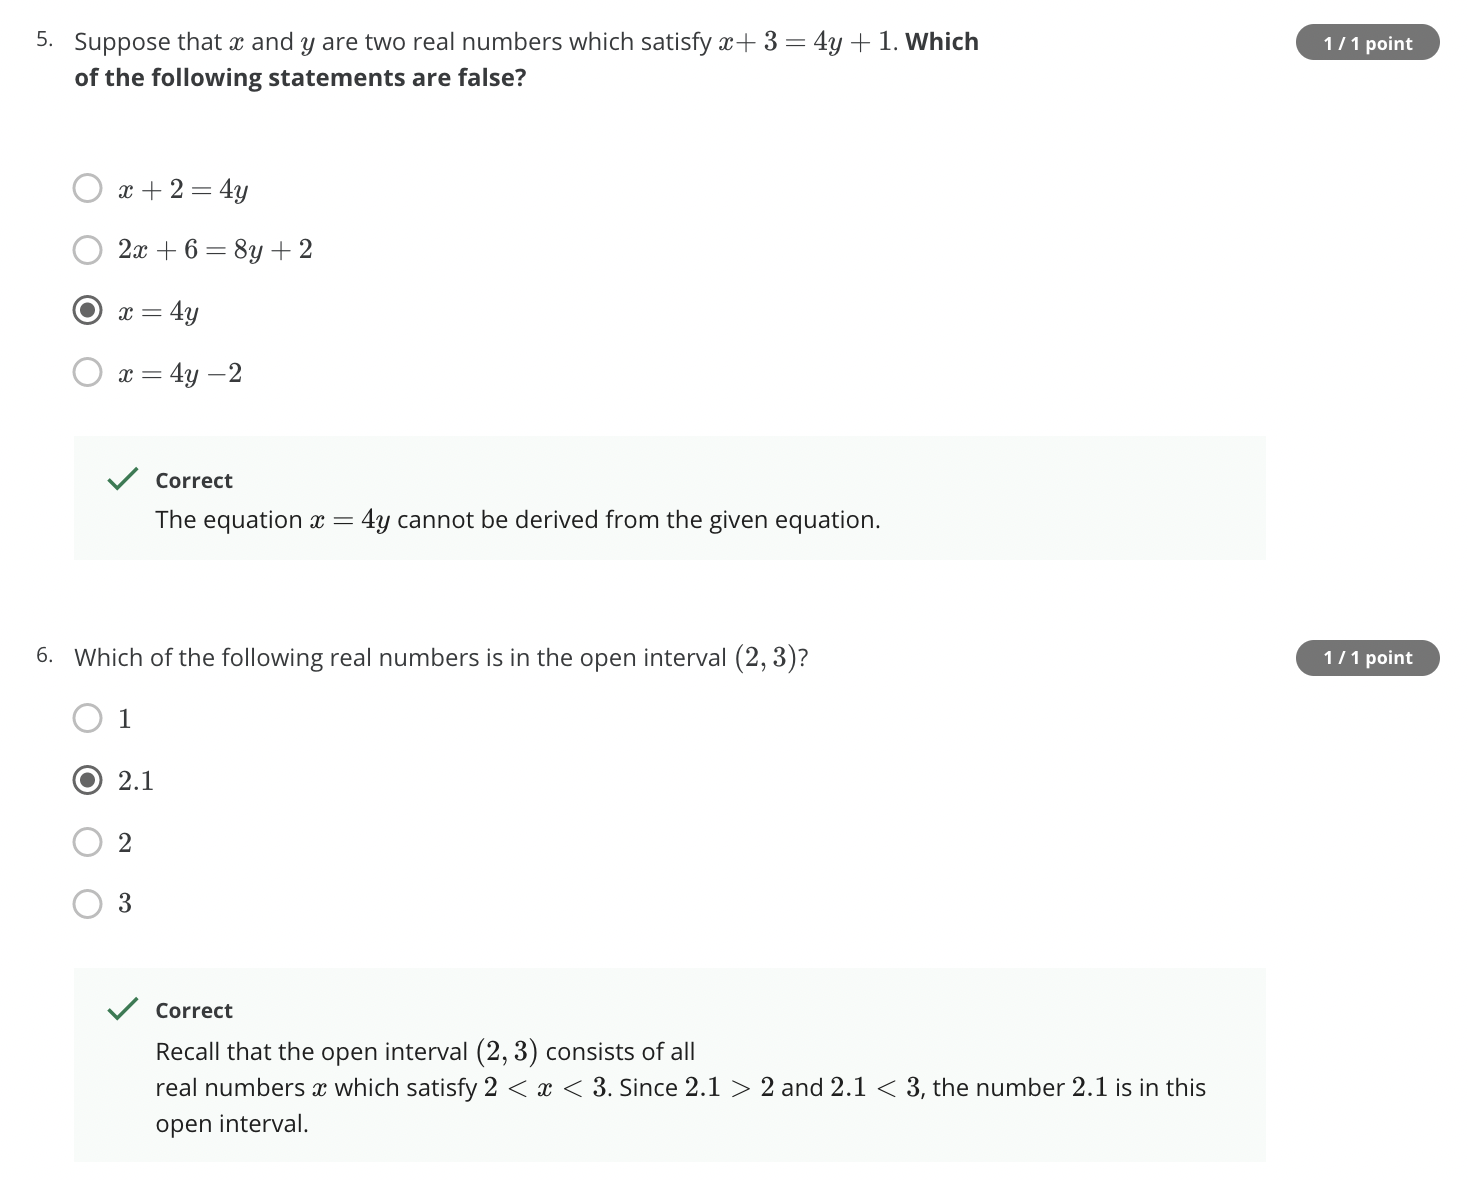 5. Suppose that x and y are two real numbers which satisfy x+ 3 = 4y + 1. Which 1 / 1 point
of the following statements are false?
x + 2 = 4y
2x + 6 = 8y + 2
x = 4y
x = 4y −2
Correct
The equation x = 4y cannot be derived from the given equation.
6. Which of the following real numbers is in the open interval (2, 3)? 1 / 1 point
1
2.1
2
3
Correct
Recall that the open interval (2, 3) consists of all
real numbers x which satisfy 2 < x < 3. Since 2.1 > 2 and 2.1 < 3, the number 2.1 is in this
open interval.